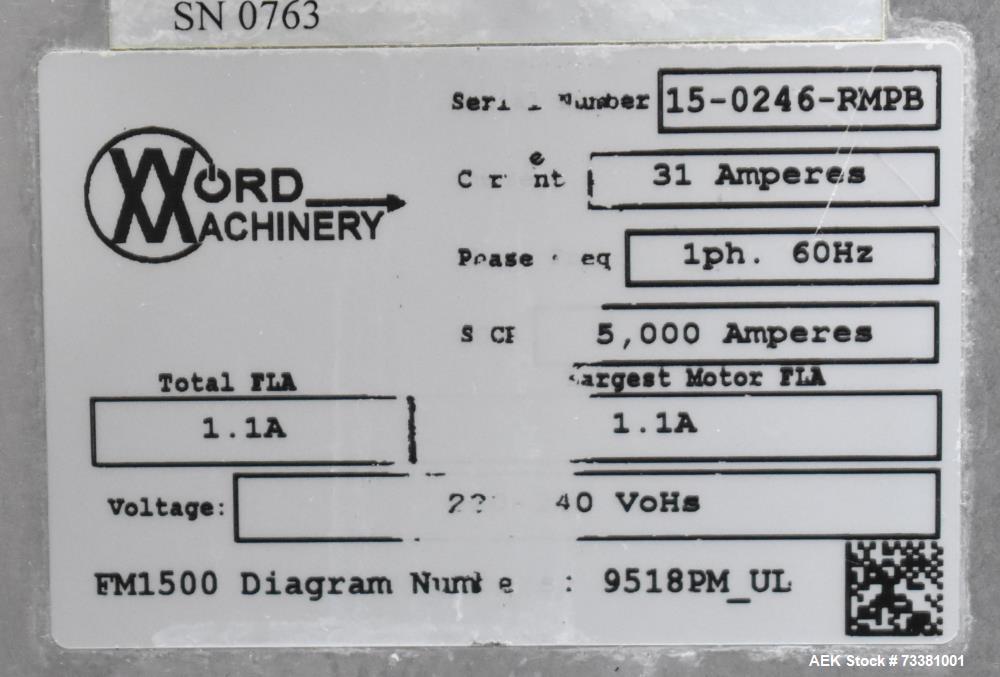 SN 0763
Number 15-0246-RMPB
WORD MACHINERY
31 Amperes
1ph. 60Hz
5,000 Amperes
Total FLA
Largest Motor FLA
1.1A
1.1A
Voltage:
40 VoHs
FM1500 Diagram : 9518PM_UL
AEK Stock # 73381001